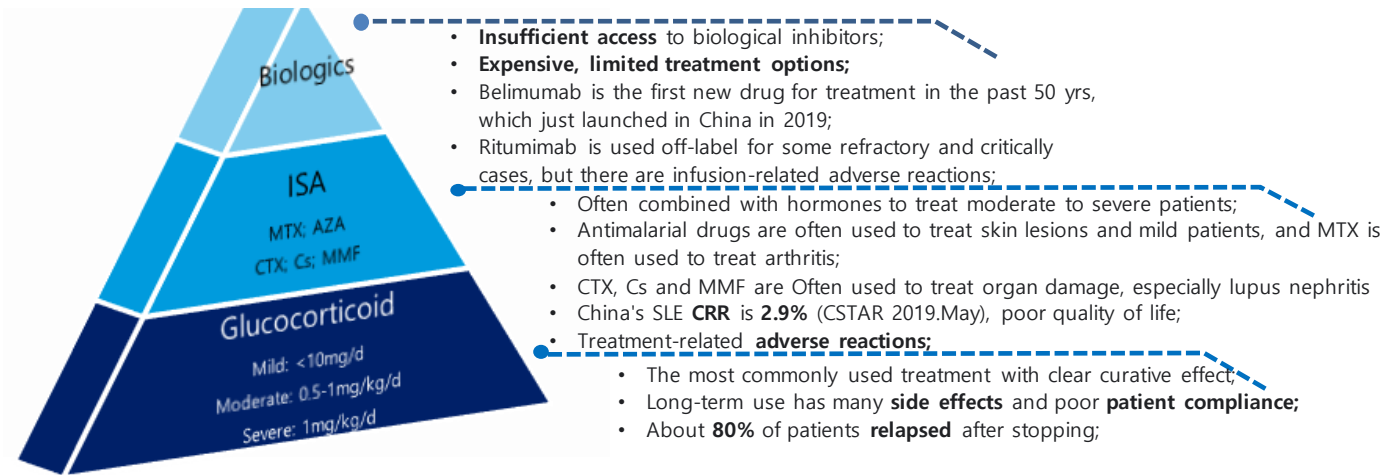 Biologics
• Insufficient access to biological inhibitors;
• Expensive, limited treatment options;
• Belimumab is the first new drug for treatment in the past 50 yrs,
which just launched in China in 2019;
• Ritumimab is used off-label for some refractory and critically
cases, but there are infusion-related adverse reactions;
ISA
MTX; AZA
CTX; Cs; MMF
• Often combined with hormones to treat moderate to severe patients;
• Antimalarial drugs are often used to treat skin lesions and mild patients, and MTX is
often used to treat arthritis;
• CTX, Cs and MMF are Often used to treat organ damage, especially lupus nephritis
• China's SLE CRR is 2.9% (CSTAR 2019.May), poor quality of life;
• Treatment-related adverse reactions;
Glucocorticoid
Mild: <10mg/d
Moderate: 0.5-1mg/kg/d
Severe: 1mg/kg/d
• The most commonly used treatment with clear curative effect;
• Long-term use has many side effects and poor patient compliance;
• About 80% of patients relapsed after stopping;